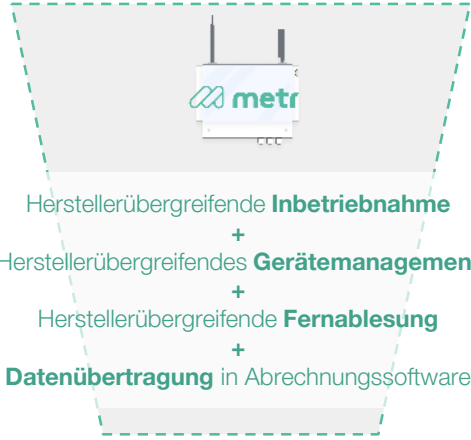 metr
Herstellerübergreifende Inbetriebnahme
+
Herstellerübergreifendes Gerätemanagemen
+
Herstellerübergreifende Fernablesung
+
Datenübertragung in Abrechnungssoftware